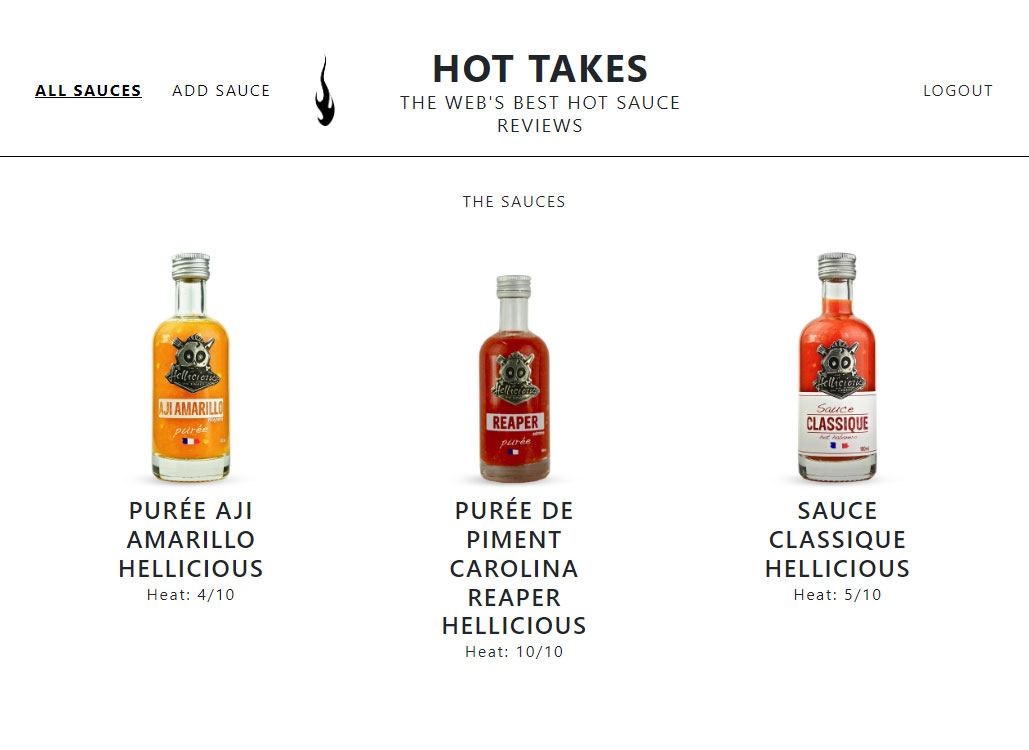 HOT TAKES
ALL SAUCES ADD SAUCE
THE WEB'S BEST HOT SAUCE
REVIEWS
LOGOUT
THE SAUCES
Hellicious
AJI AMARILLO
purée
PURÉE AJI
AMARILLO
HELLICIOUS
Heat: 4/10
Hellicious
REAPER
purée
PURÉE DE
PIMENT
CAROLINA
REAPER
HELLICIOUS
Heat: 10/10
Hellicious
Sauce
CLASSIQUE
SAUCE
CLASSIQUE
HELLICIOUS
Heat: 5/10